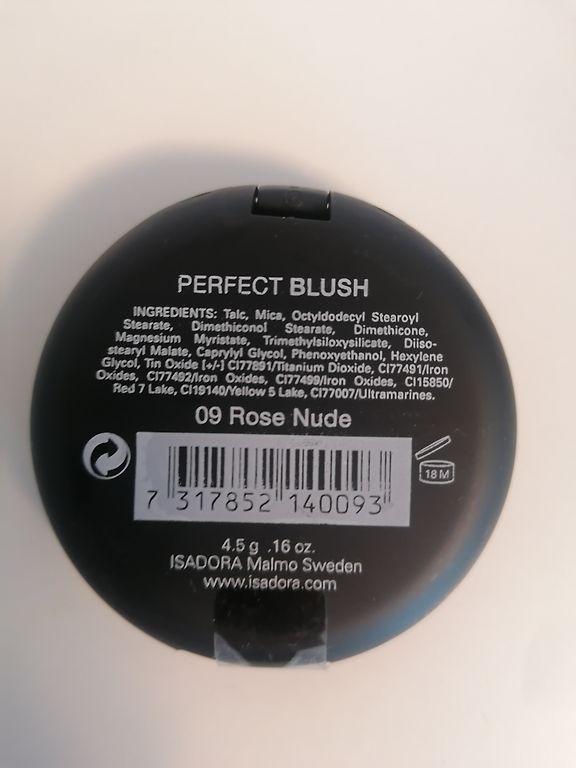 PERFECT BLUSH
INGREDIENTS: Talc, Mica, Octyldodecyl Stearoyl
Stearate, Dimethiconol Stearate, Dimethicone,
Magnesium Myristate, Trimethylsiloxysilicate, Diiso-
stearyl Malate, Caprylyl Glycol, Phenoxyethanol, Hexylene
Glycol, Tin Oxide [+/-] CI77891/Titanium Dioxide, CI77491/Iron
Oxides, CI77492/Iron Oxides, CI77499/Iron Oxides, CI15850/
Red 7 Lake, CI19140/Yellow 5 Lake, CI77007/Ultramarines.
09 Rose Nude
18 M
7 317852 140093
4.5 g .16 oz.
ISADORA Malmo Sweden
www.isadora.com